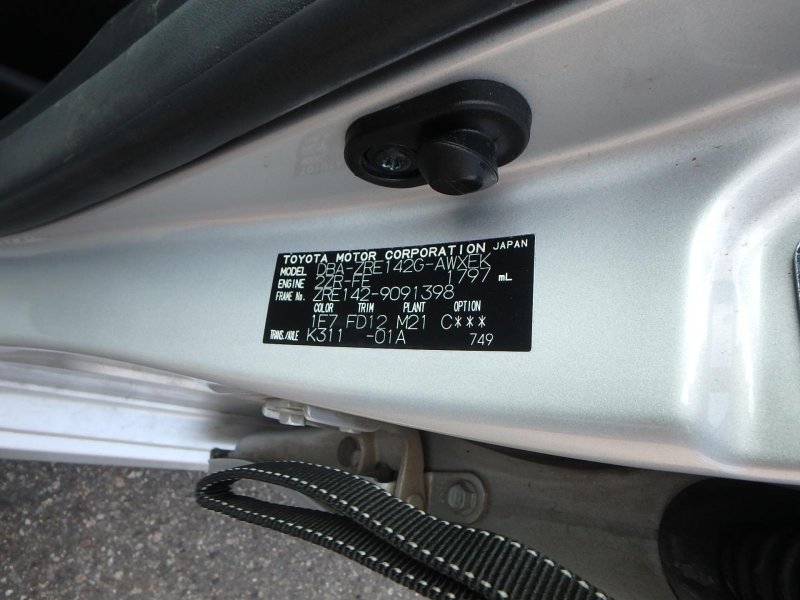 TOYOTA MOTOR CORPORATION JAPAN
MODEL DBA-ZRE142G-AWXEK
ENGINE 2ZR-FE 1797 mL
FRAME No. ZRE142-9091398
COLOR TRIM PLANT OPTION
1E7 FD12 M21 C***
TRANS./AXLE K311 -01A 749